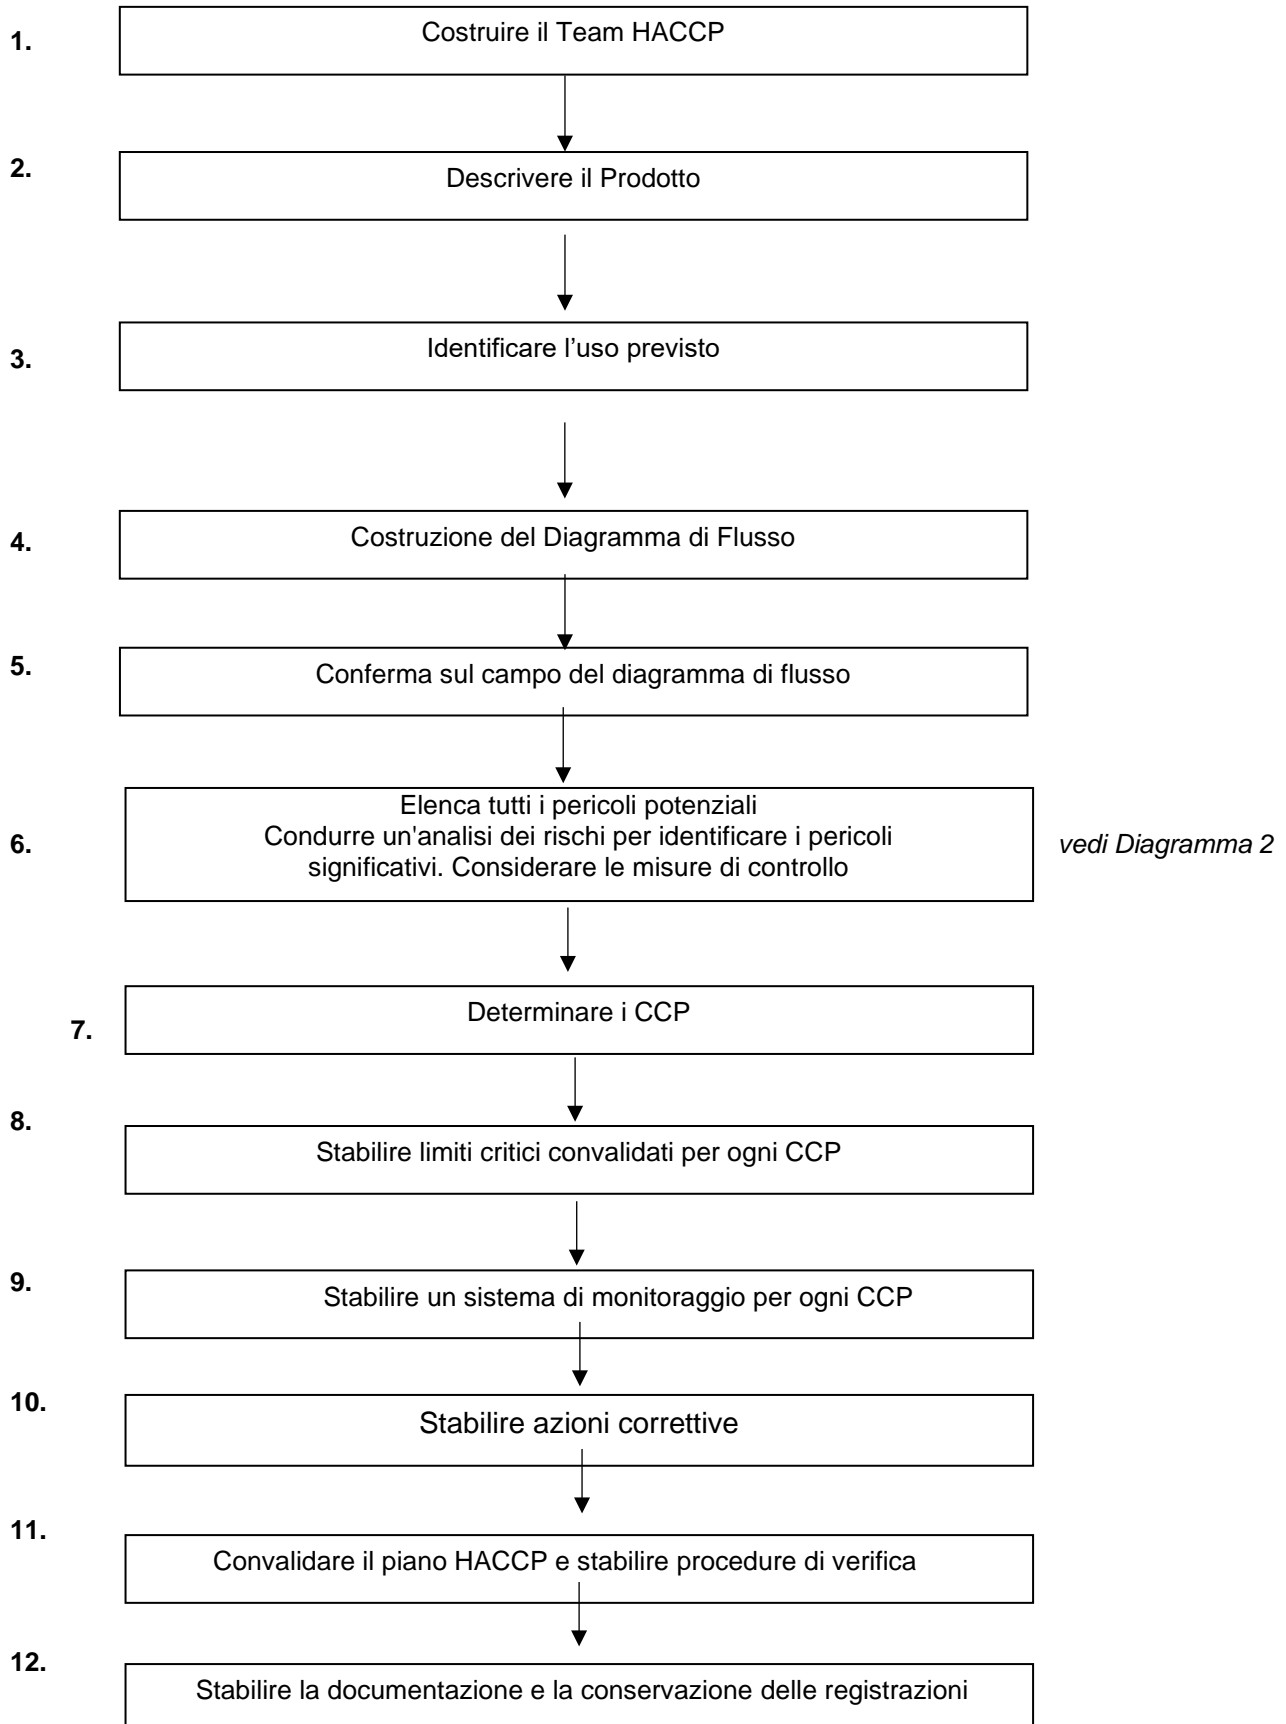 1.
Costruire il Team HACCP
2.
Descrivere il Prodotto
3.
Identificare l’uso previsto
4.
Costruzione del Diagramma di Flusso
5.
Conferma sul campo del diagramma di flusso
6.
Elenca tutti i pericoli potenziali
Condurre un'analisi dei rischi per identificare i pericoli
significativi. Considerare le misure di controllo
vedi Diagramma 2
7.
Determinare i CCP
8.
Stabilire limiti critici convalidati per ogni CCP
9.
Stabilire un sistema di monitoraggio per ogni CCP
10.
Stabilire azioni correttive
11.
Convalidare il piano HACCP e stabilire procedure di verifica
12.
Stabilire la documentazione e la conservazione delle registrazioni